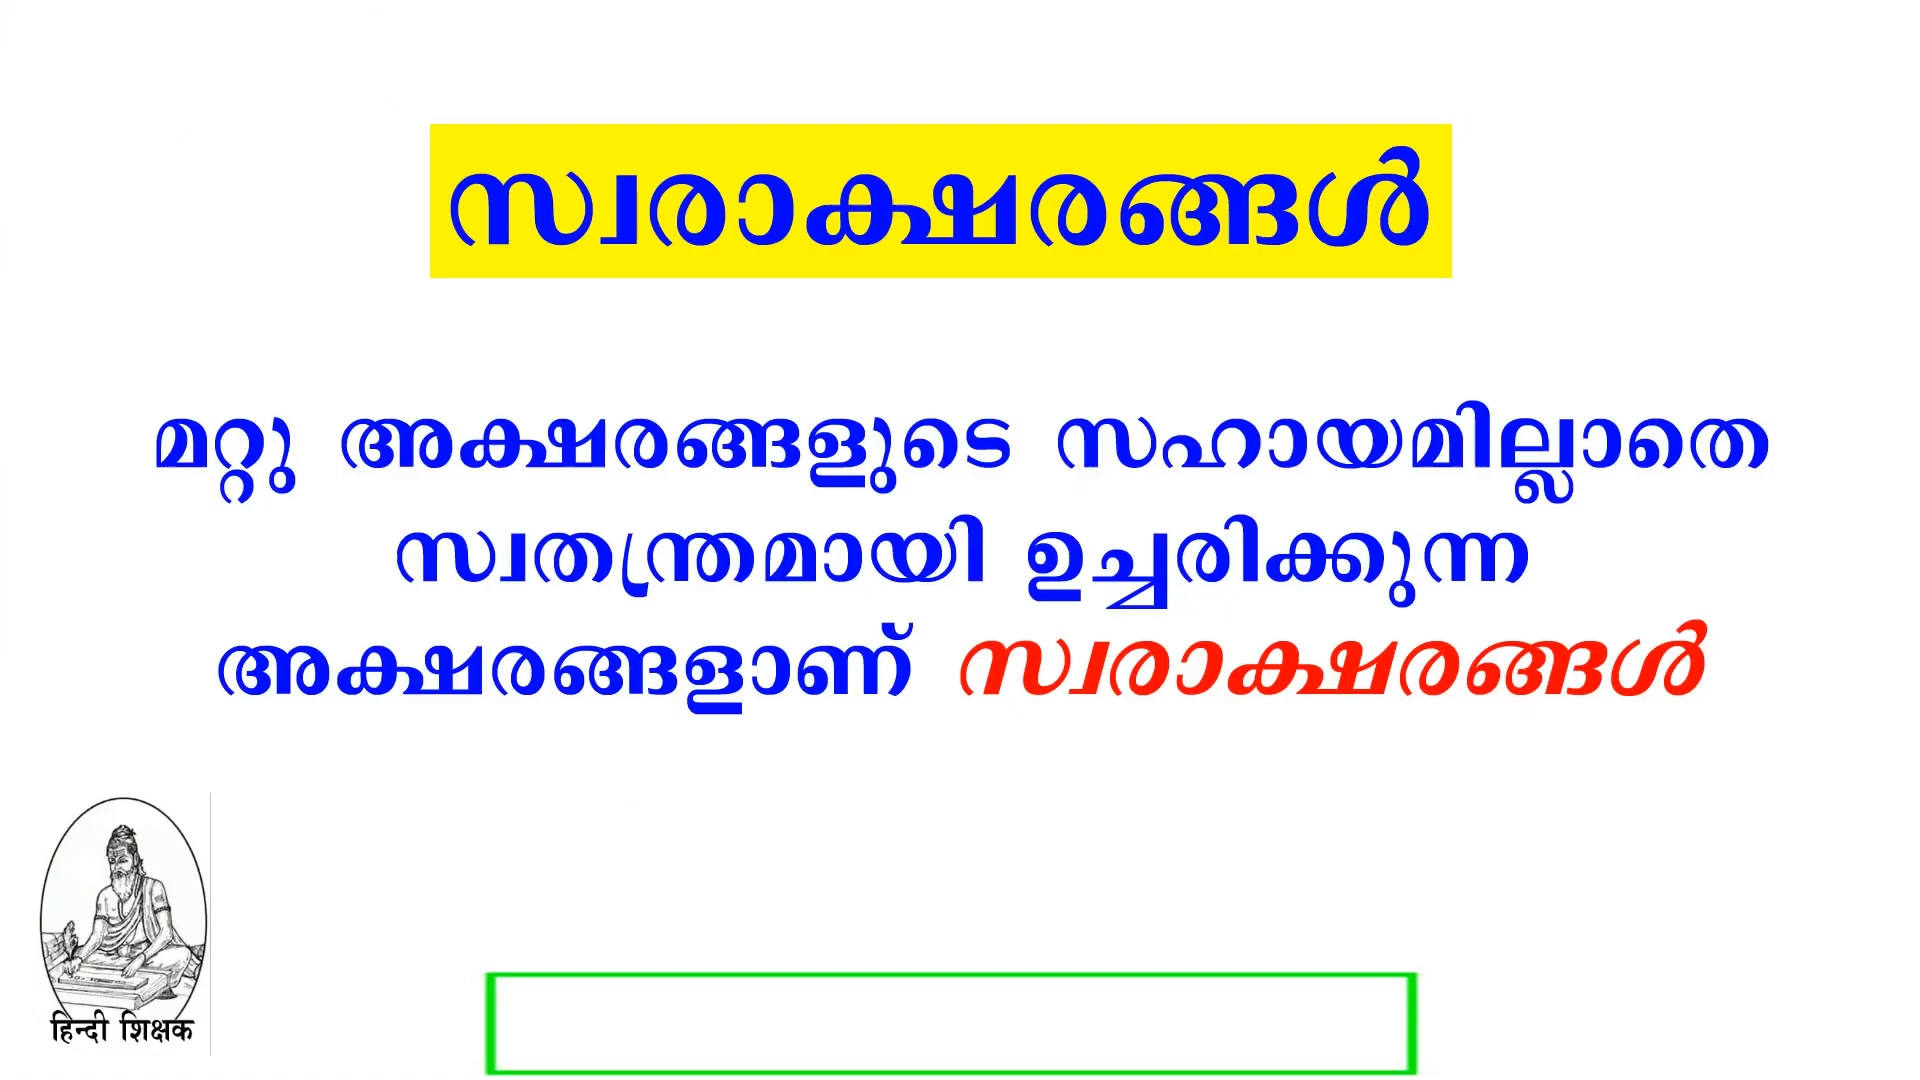 സ്വരാക്ഷരങ്ങൾ
മറ്റു അക്ഷരങ്ങളുടെ സഹായമില്ലാതെ
സ്വതന്ത്രമായി ഉച്ചരിക്കുന്ന
അക്ഷരങ്ങളാണ് സ്വരാക്ഷരങ്ങൾ
हिन्दी शिक्षक